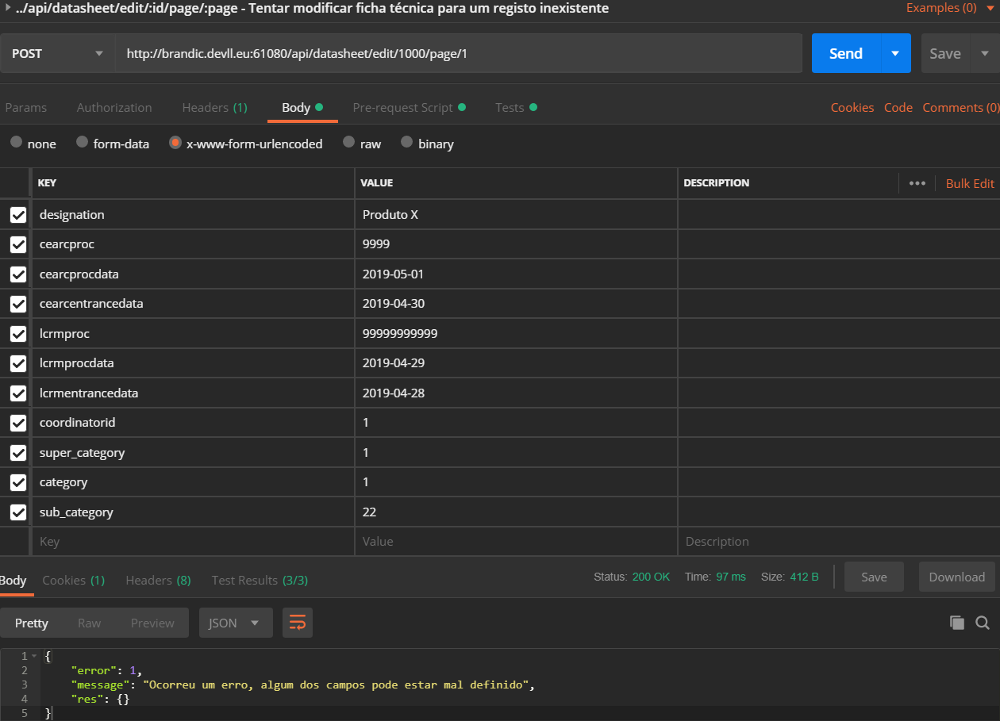 ../api/datasheet/edit/:id/page/:page - Tentar modificar ficha técnica para um registo inexistente Examples (0)
POST http://brandic.devll.eu:61080/api/datasheet/edit/1000/page/1 Send Save
Params Authorization Headers (1) Body Pre-request Script Tests Cookies Code Comments (0)
none form-data x-www-form-urlencoded raw binary
KEY VALUE DESCRIPTION ••• Bulk Edit
designation Produto X
cearcproc 9999
cearcprocdata 2019-05-01
cearcentrancedata 2019-04-30
lcrmproc 99999999999
lcrmprocdata 2019-04-29
lcrmentrancedata 2019-04-28
coordinatorid 1
super_category 1
category 1
sub_category 22
Key Value Description
Body Cookies (1) Headers (8) Test Results (3/3) Status: 200 OK Time: 97 ms Size: 412 B Save Download
Pretty Raw Preview JSON
1 {
2 "error": 1,
3 "message": "Ocorreu um erro, algum dos campos pode estar mal definido",
4 "res": {}
5 }